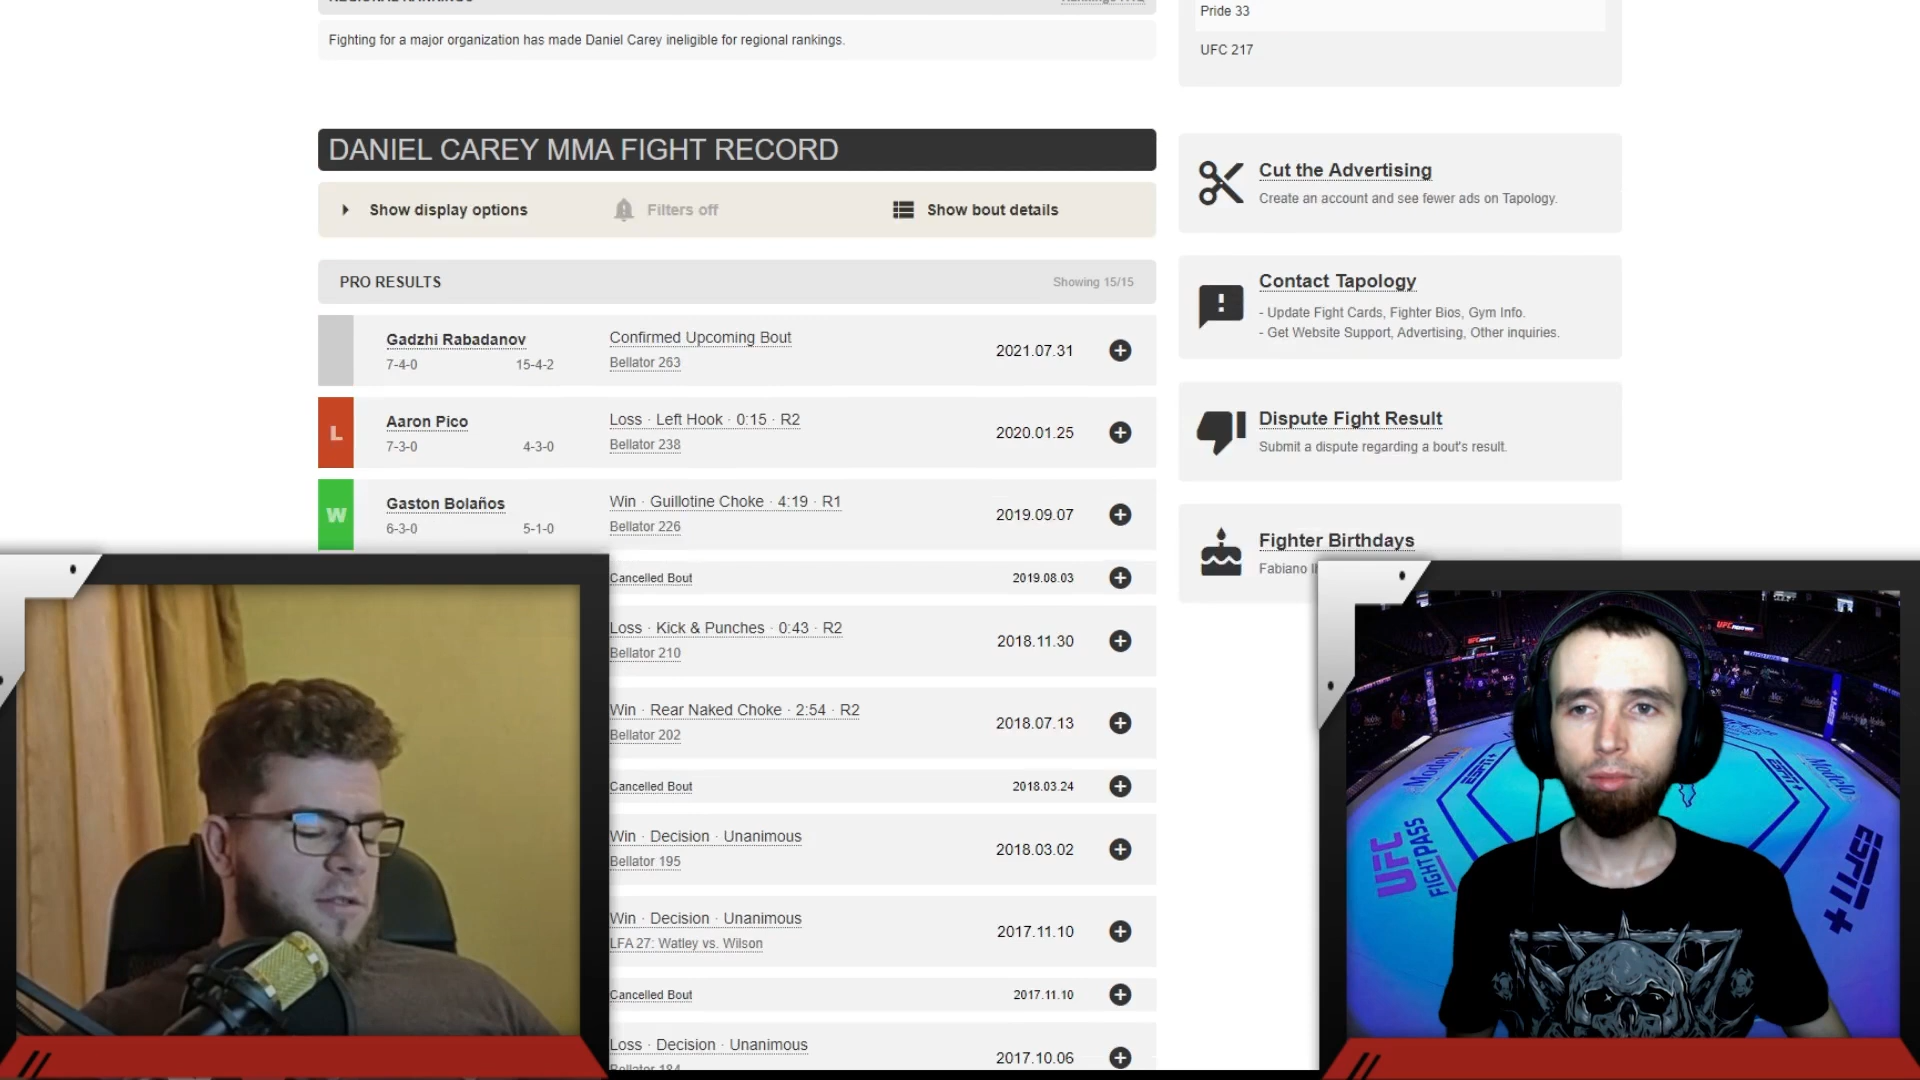 Fighting for a major organization has made Daniel Carey ineligible for regional rankings.
Pride 33
UFC 217
DANIEL CAREY MMA FIGHT RECORD
Show display options
Filters off
Show bout details
PRO RESULTS
Showing 15/15
Gadzhi Rabadanov
7-4-0
15-4-2
Confirmed Upcoming Bout
Bellator 263
2021.07.31
L
Aaron Pico
7-3-0
4-3-0
Loss · Left Hook · 0:15 · R2
Bellator 238
2020.01.25
W
Gaston Bolaños
6-3-0
5-1-0
Win · Guillotine Choke · 4:19 · R1
Bellator 226
2019.09.07
Cancelled Bout
2019.08.03
Loss · Kick & Punches · 0:43 · R2
Bellator 210
2018.11.30
Win · Rear Naked Choke · 2:54 · R2
Bellator 202
2018.07.13
Cancelled Bout
2018.03.24
Win · Decision · Unanimous
Bellator 195
2018.03.02
Win · Decision · Unanimous
LFA 27: Watley vs. Wilson
2017.11.10
Cancelled Bout
2017.11.10
Loss · Decision · Unanimous
Bellator 184
2017.10.06
Cut the Advertising
Create an account and see fewer ads on Tapology.
Contact Tapology
- Update Fight Cards, Fighter Bios, Gym Info.
- Get Website Support, Advertising, Other inquiries.
Dispute Fight Result
Submit a dispute regarding a bout's result.
Fighter Birthdays
Fabiano
UFC
Modelo
ESPN+
Modelo
UFC
FIGHT PASS
ESPN+